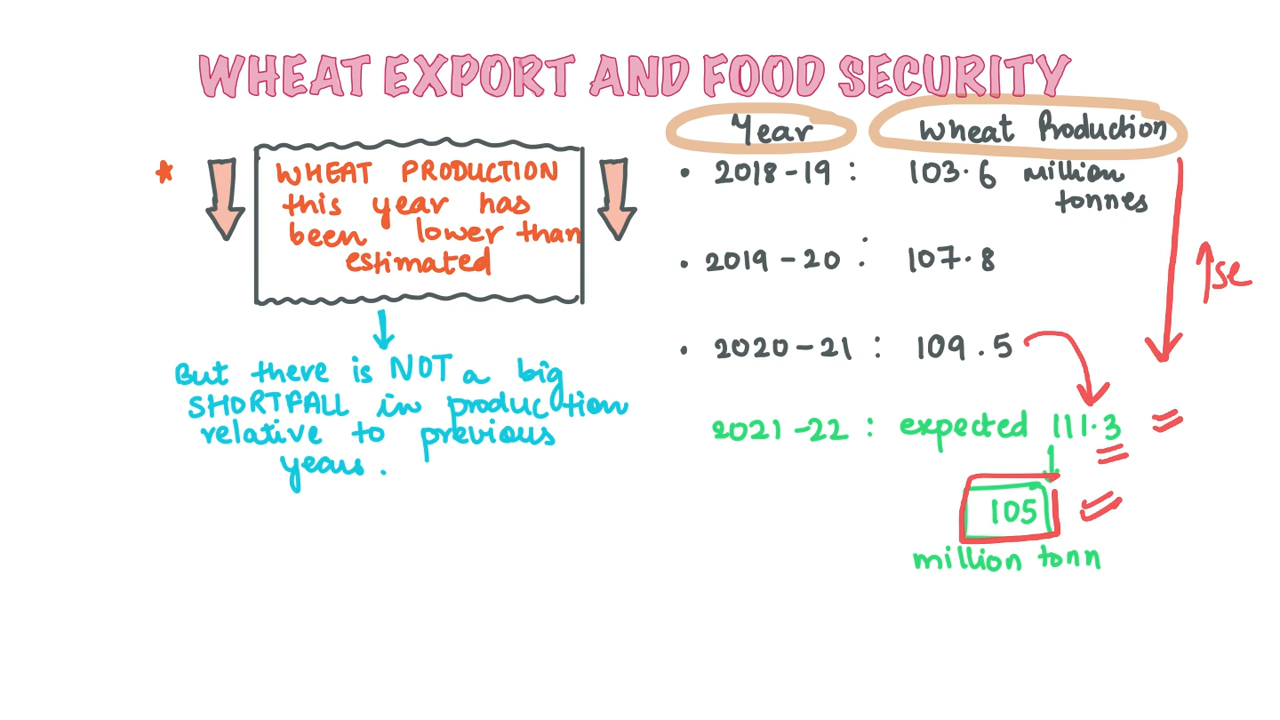 WHEAT EXPORT AND FOOD SECURITY
* WHEAT PRODUCTION
this year has
been lower than
estimated
But there is NOT a big
SHORTFALL in production
relative to previous
years.
Year Wheat Production
• 2018-19 : 103.6 million
tonnes
• 2019-20 : 107.8
• 2020-21 : 109.5
↑se
2021-22 : expected 111.3
105
million tonn